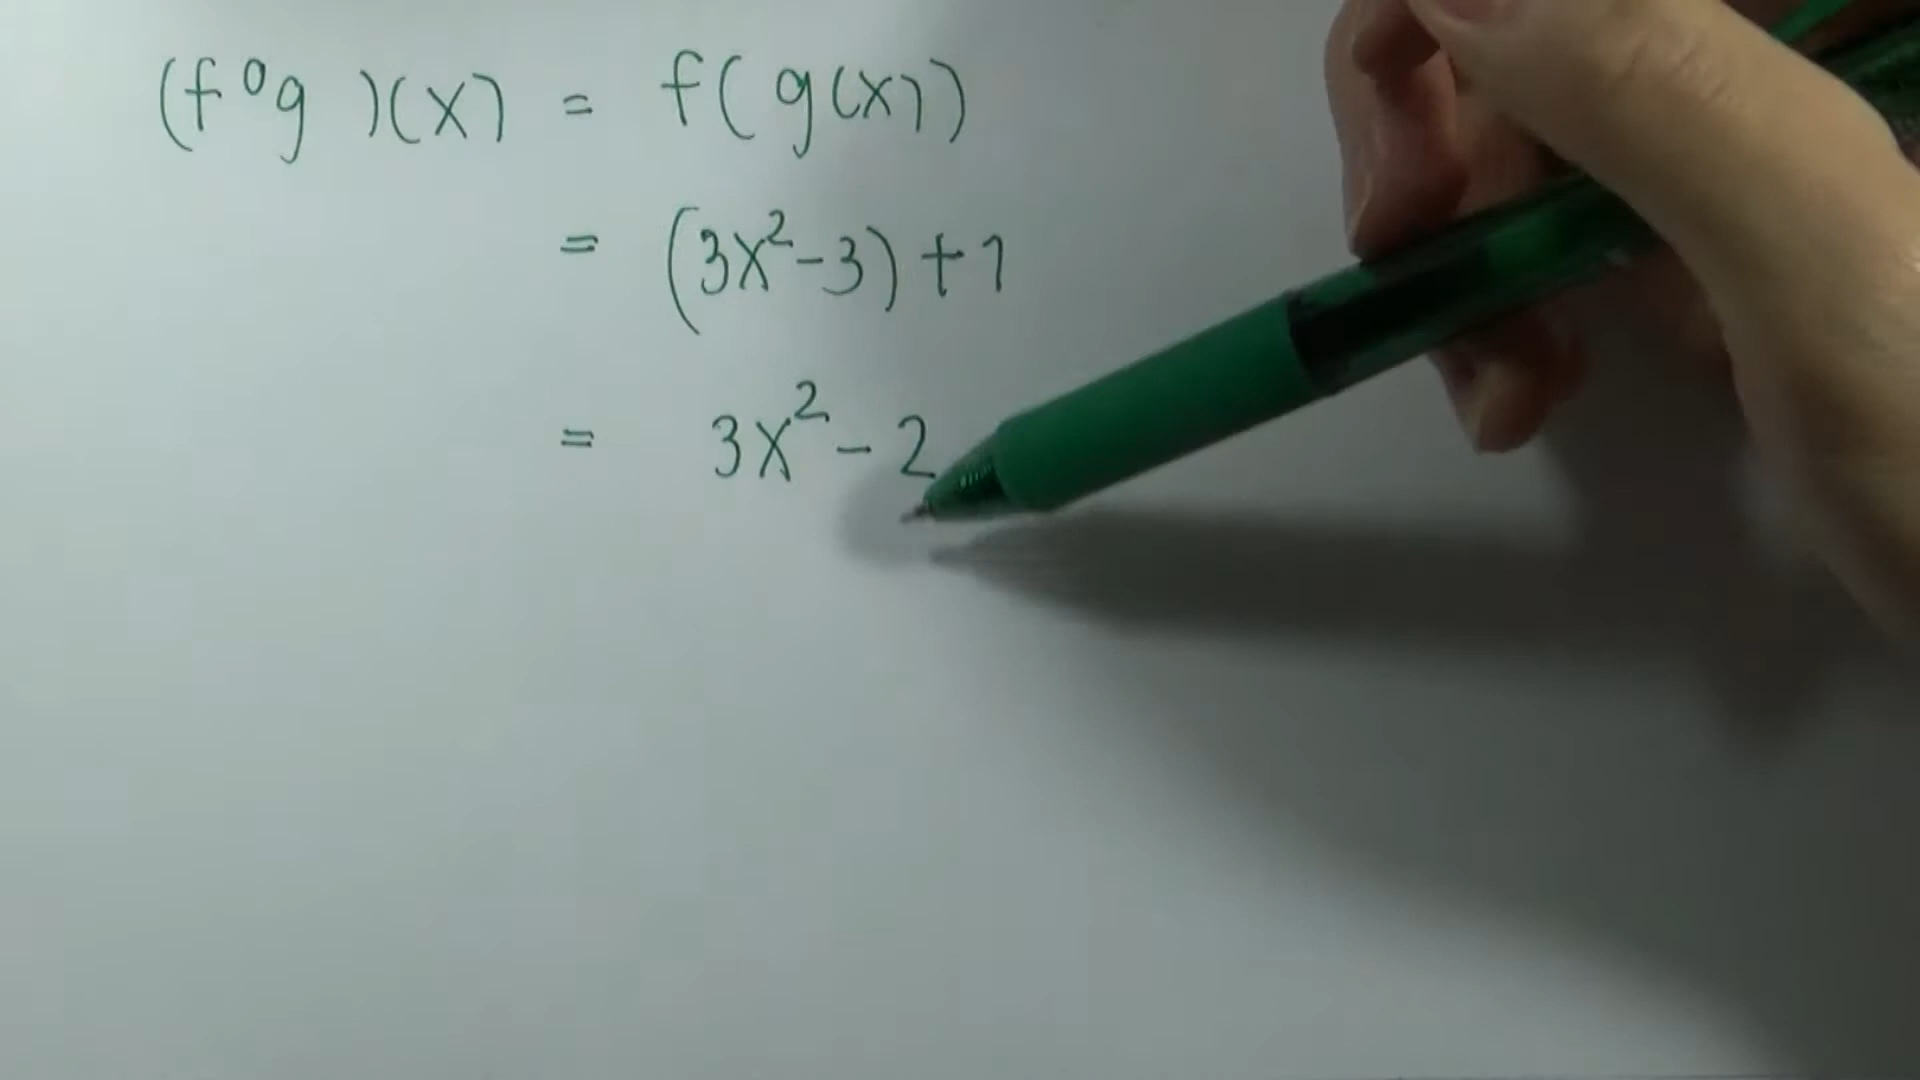 (f∘g)(x) = f(g(x))
= (3x²-3)+1
= 3x²-2